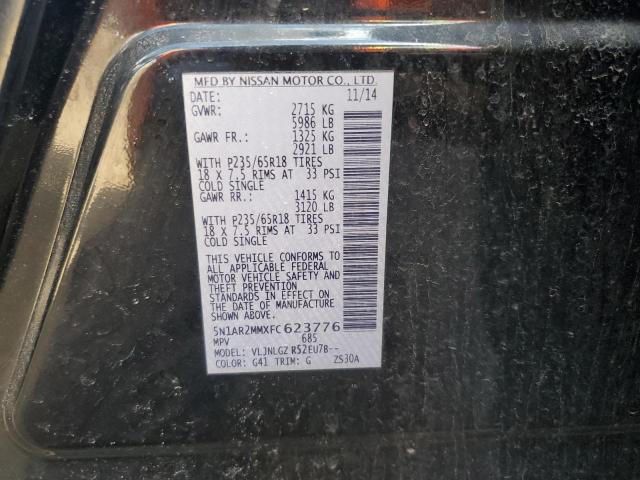 MFD BY NISSAN MOTOR CO., LTD.
DATE: 11/14
GVWR: 2715 KG
5986 LB
GAWR FR.: 1325 KG
2921 LB
WITH P235/65R18 TIRES
18 X 7.5 RIMS AT 33 PSI
COLD SINGLE
GAWR RR.: 1415 KG
3120 LB
WITH P235/65R18 TIRES
18 X 7.5 RIMS AT 33 PSI
COLD SINGLE
THIS VEHICLE CONFORMS TO
ALL APPLICABLE FEDERAL
MOTOR VEHICLE SAFETY AND
THEFT PREVENTION
STANDARDS IN EFFECT ON
THE DATE OF MANUFACTURE
SHOWN ABOVE.
5N1AR2MMXFC623776
MPV 685
MODEL: VLJNLGZ R52EU7B--
COLOR: G41 TRIM: G ZS30A